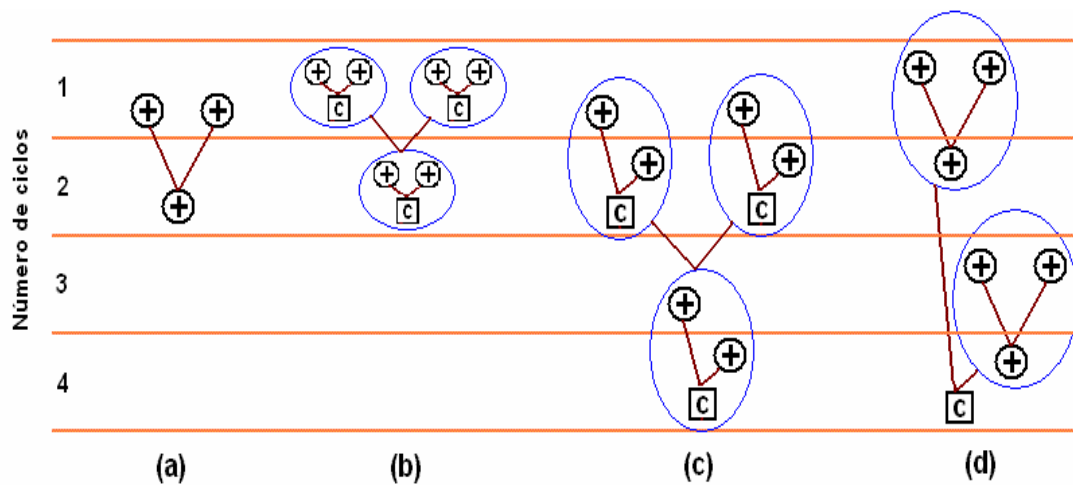 Número de ciclos
1
+ + + + + + + + +
C C
2
+ + + + + +
C C C
3
+ + +
4
+ +
C C
(a) (b) (c) (d)